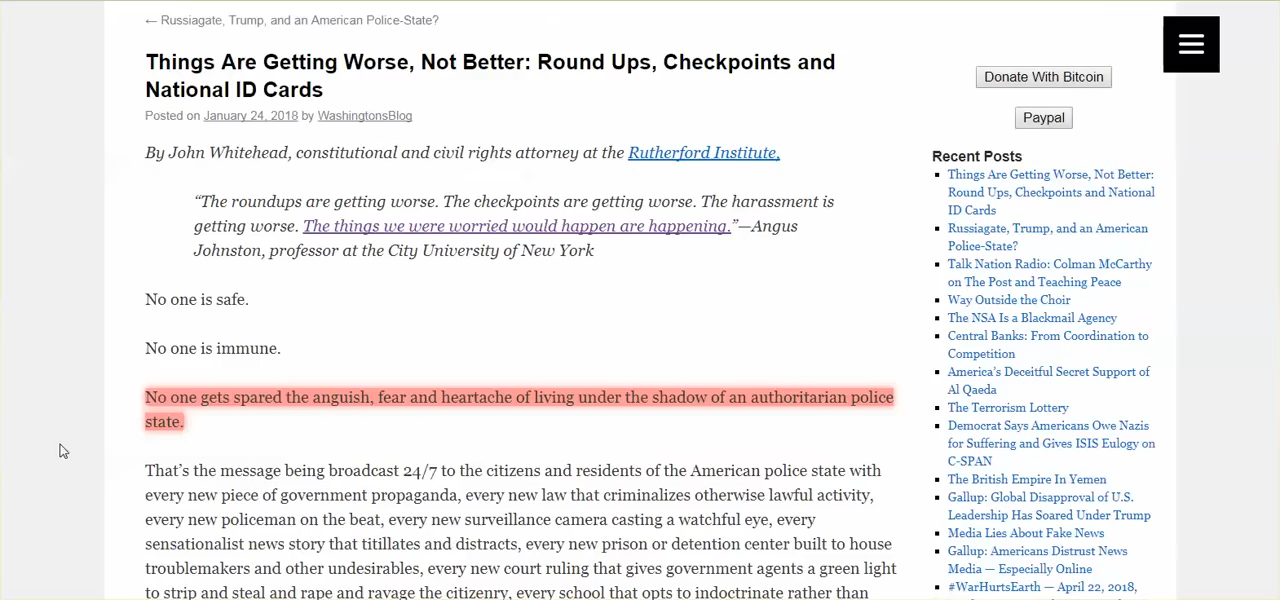 ← Russiagate, Trump, and an American Police-State?
Things Are Getting Worse, Not Better: Round Ups, Checkpoints and
National ID Cards
Posted on January 24, 2018 by WashingtonsBlog
By John Whitehead, constitutional and civil rights attorney at the Rutherford Institute,
“The roundups are getting worse. The checkpoints are getting worse. The harassment is
getting worse. The things we were worried would happen are happening.”—Angus
Johnston, professor at the City University of New York
No one is safe.
No one is immune.
No one gets spared the anguish, fear and heartache of living under the shadow of an authoritarian police
state.
That’s the message being broadcast 24/7 to the citizens and residents of the American police state with
every new piece of government propaganda, every new law that criminalizes otherwise lawful activity,
every new policeman on the beat, every new surveillance camera casting a watchful eye, every
sensationalist news story that titillates and distracts, every new prison or detention center built to house
troublemakers and other undesirables, every new court ruling that gives government agents a green light
to strip and steal and rape and ravage the citizenry, every school that opts to indoctrinate rather than
Donate With Bitcoin
Paypal
Recent Posts
Things Are Getting Worse, Not Better:
Round Ups, Checkpoints and National
ID Cards
Russiagate, Trump, and an American
Police-State?
Talk Nation Radio: Colman McCarthy
on The Post and Teaching Peace
Way Outside the Choir
The NSA Is a Blackmail Agency
Central Banks: From Coordination to
Competition
America’s Deceitful Secret Support of
Al Qaeda
The Terrorism Lottery
Democrat Says Americans Owe Nazis
for Suffering and Gives ISIS Eulogy on
C-SPAN
The British Empire In Yemen
Gallup: Global Disapproval of U.S.
Leadership Has Soared Under Trump
Media Lies About Fake News
Gallup: Americans Distrust News
Media — Especially Online
#WarHurtsEarth — April 22, 2018,